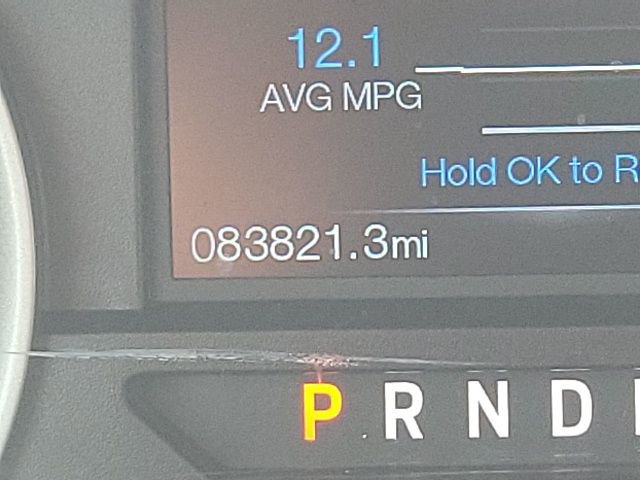 12.1
AVG MPG
Hold OK to R
083821.3mi
P R N D